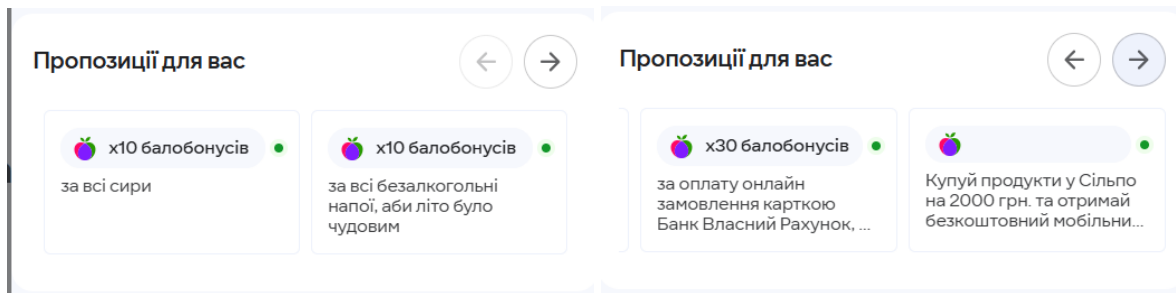 Пропозиції для вас
x10 балобонусів
за всі сири
x10 балобонусів
за всі безалкогольні
напої, аби літо було
чудовим
Пропозиції для вас
x30 балобонусів
за оплату онлайн
замовлення карткою
Банк Власний Рахунок, ...
Купуй продукти у Сільпо
на 2000 грн. та отримай
безкоштовний мобільни...